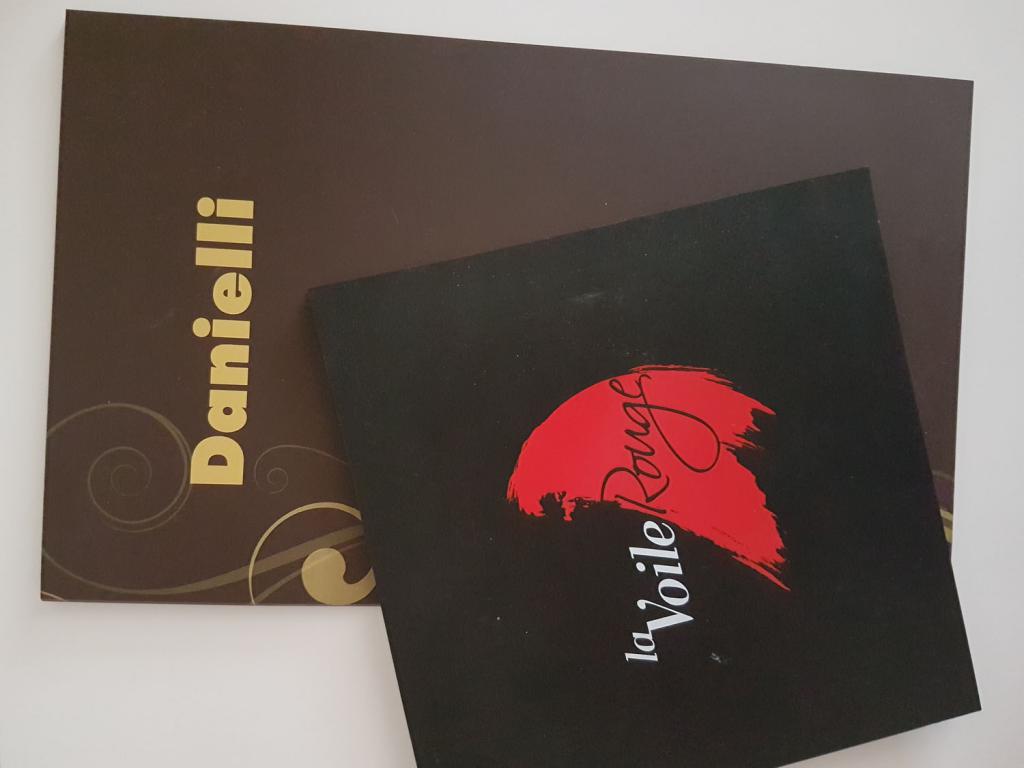 Danielli
la
Voile Rouge